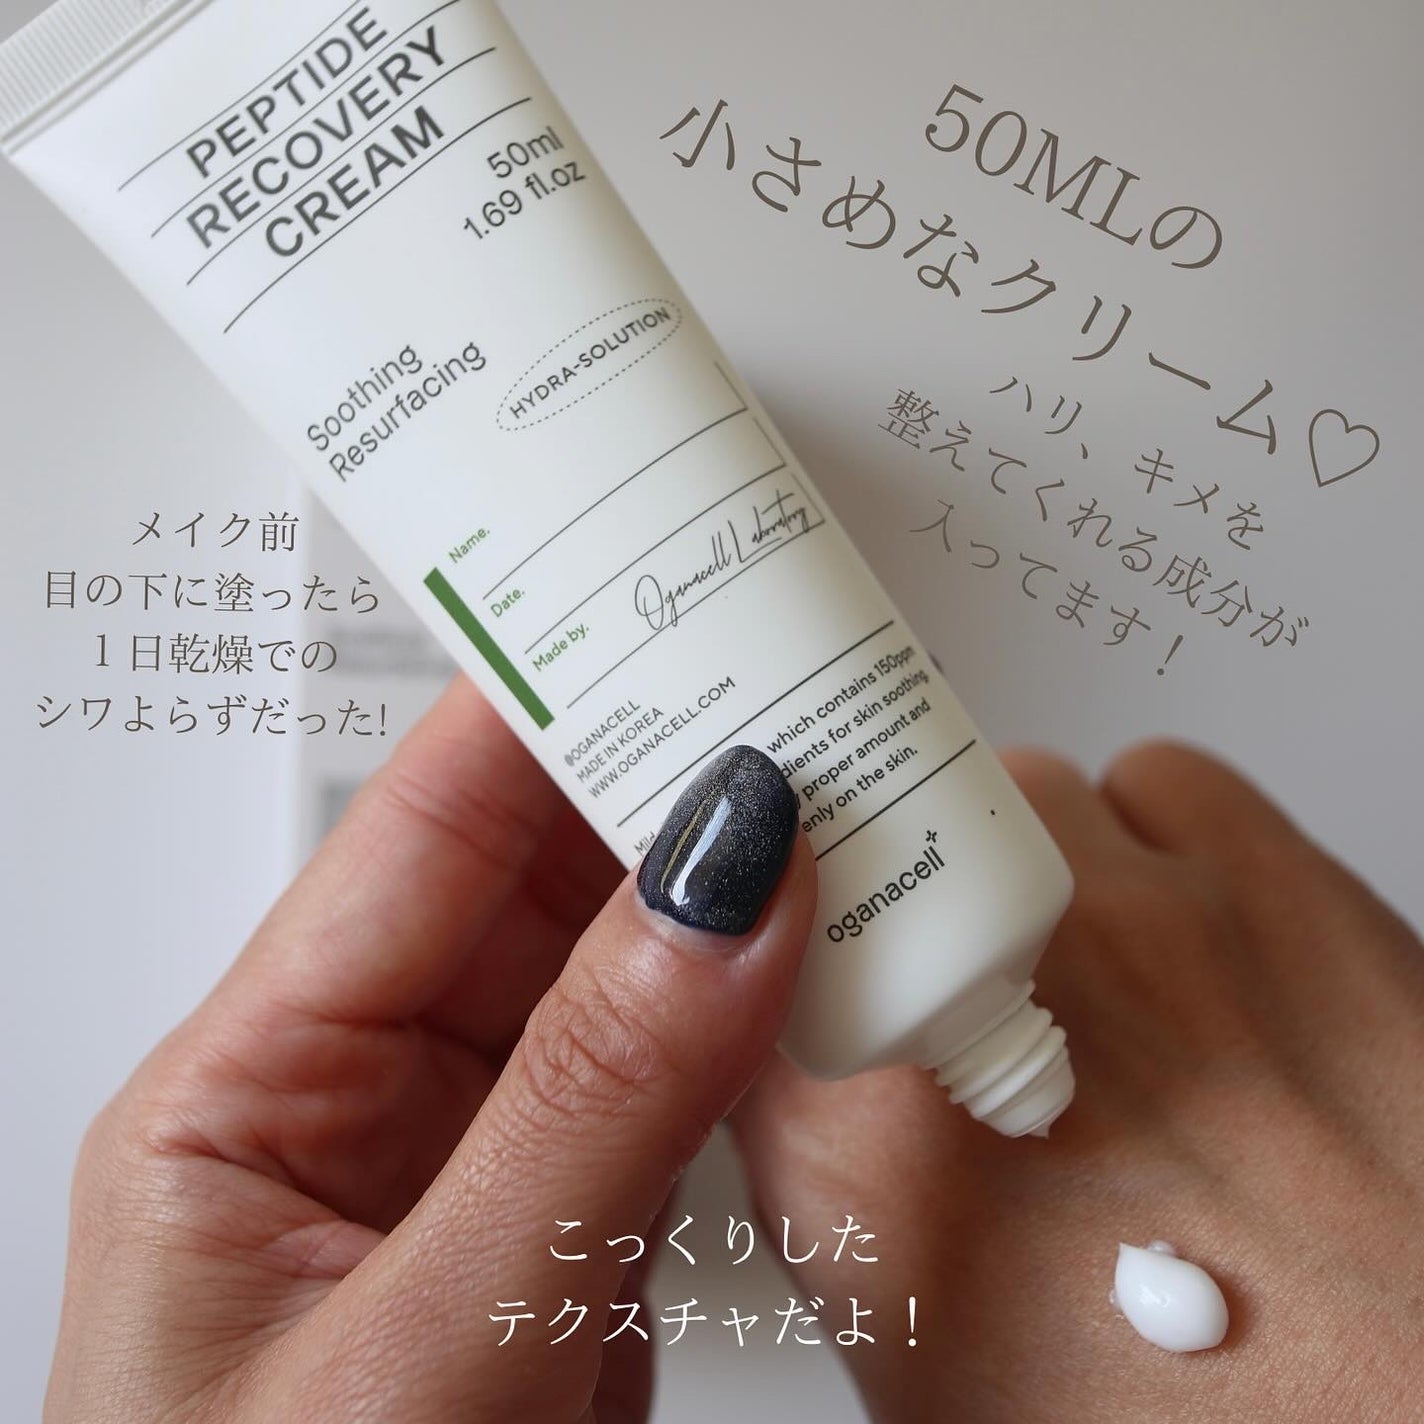 PEPTIDE
RECOVERY
CREAM
50ml
1.69 fl.oz
Soothing
Resurfacing
HYDRA-SOLUTION
Name.
Date.
Made by.
Oganacell Laboratory
@OGANACELL
MADE IN KOREA
WWW.OGANACELL.COM
which contains 150ppm
for skin soothing.
proper amount and
on the skin.
oganacell
50MLの
小さめなクリーム♡
ハリ、キメを
整えてくれる成分が
入ってます！
メイク前
目の下に塗ったら
１日乾燥での
シワよらずだった!
こっくりした
テクスチャだよ！